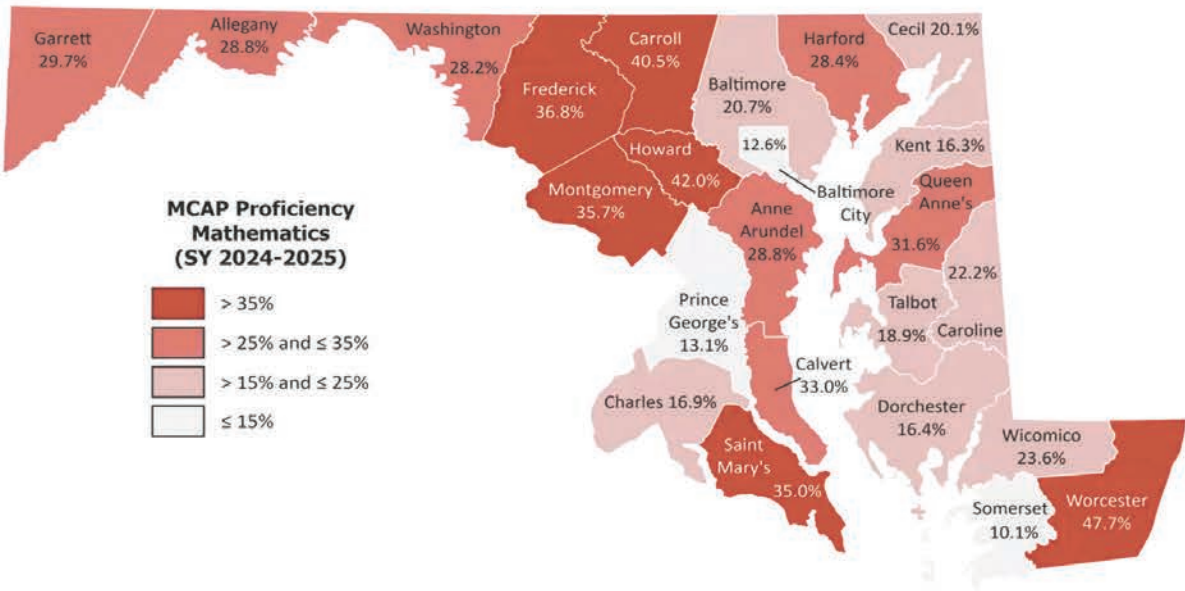 Garrett
29.7%
Allegany
28.8%
Washington
28.2%
Frederick
36.8%
Carroll
40.5%
Baltimore
20.7%
12.6%
Baltimore
City
Harford
28.4%
Cecil 20.1%
Kent 16.3%
Queen
Anne's
31.6%
Howard
42.0%
Montgomery
35.7%
Anne
Arundel
28.8%
22.2%
Caroline
Talbot
18.9%
Prince
George's
13.1%
Calvert
33.0%
Charles 16.9%
Dorchester
16.4%
Saint
Mary's
35.0%
Wicomico
23.6%
Somerset
10.1%
Worcester
47.7%
MCAP Proficiency
Mathematics
(SY 2024-2025)
> 35%
> 25% and ≤ 35%
> 15% and ≤ 25%
≤ 15%